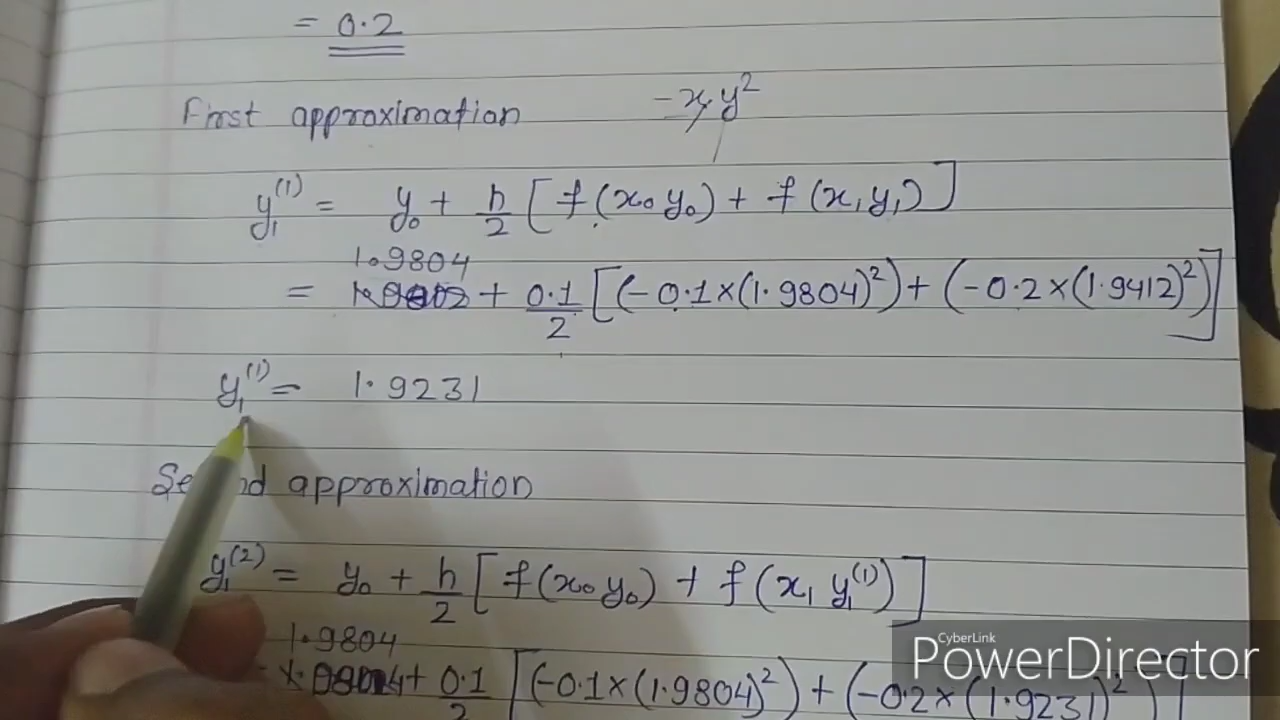 = 0.2
First approximation -x,y²
y₁⁽¹⁾ = y₀ + h/2 [ f(x₀ y₀) + f(x₁ y₁) ]
1.9804
= + 0.1/2 [(-0.1×(1.9804)²) + (-0.2×(1.9412)²)]
y₁⁽¹⁾ = 1.9231
approximation
y₁⁽²⁾ = y₀ + h/2 [ f(x₀ y₀) + f(x₁ y₁⁽¹⁾) ]
1.9804
+ 0.1/2 [(-0.1×(1.9804)²) + (-0.2×(1.9231)²)]
CyberLink
PowerDirector